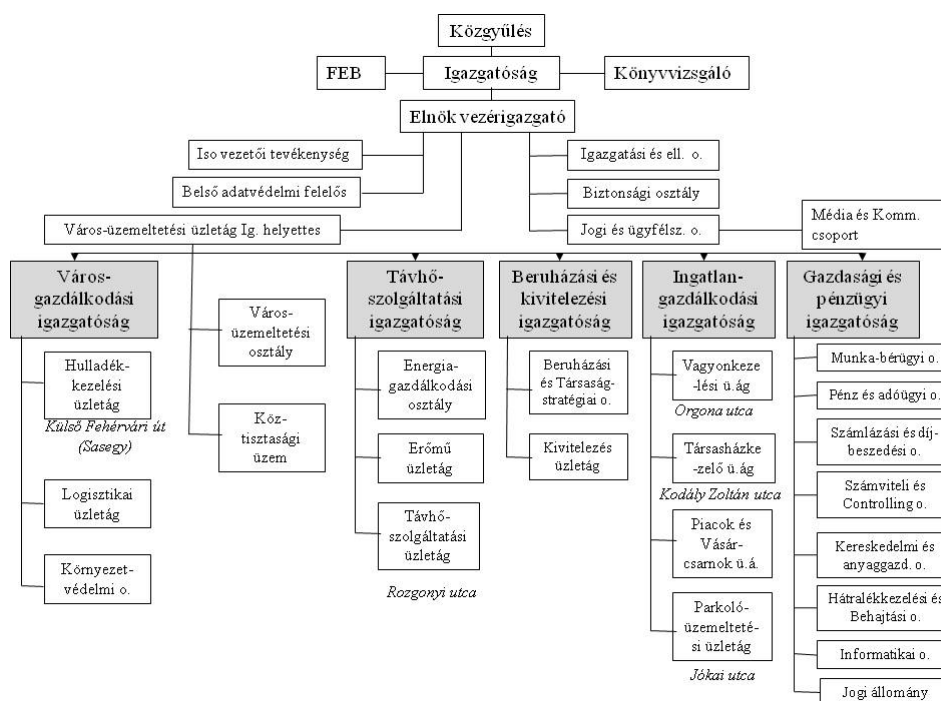 Közgyűlés
FEB
Igazgatóság
Könyvvizsgáló
Elnök vezérigazgató
Iso vezetői tevékenység
Igazgatási és ell. o.
Belső adatvédelmi felelős
Biztonsági osztály
Város-üzemeltetési üzletág Ig. helyettes
Jogi és ügyfélsz. o.
Média és Komm.
csoport
Város-
gazdálkodási
igazgatóság
Hulladék-
kezelési
üzletág
Külső Fehérvári út
(Sasegy)
Logisztikai
üzletág
Környezet-
védelmi o.
Város-
üzemeltetési
osztály
Köz-
tisztasági
üzem
Távhő-
szolgáltatási
igazgatóság
Energia-
gazdálkodási
osztály
Erőmű
üzletág
Távhő-
szolgáltatási
üzletág
Rozgonyi utca
Beruházási és
kivitelezési
igazgatóság
Beruházási
és Társaság-
stratégiai o.
Kivitelezés
üzletág
Ingatlan-
gazdálkodási
igazgatóság
Vagyonkeze
-lési ü.ág
Orgona utca
Társasházke
-zelő ü.ág
Kodály Zoltán utca
Piacok és
Vásár-
csarnok ü.á.
Parkoló-
üzemelteté-
si üzletág
Jókai utca
Gazdasági és
pénzügyi
igazgatóság
Munka-bérügyi o.
Pénz és adóügyi o.
Számlázási és díj-
beszedési o.
Számviteli és
Controlling o.
Kereskedelmi és
anyaggazd. o.
Hátralékkezelési és
Behajtási o.
Informatikai o.
Jogi állomány